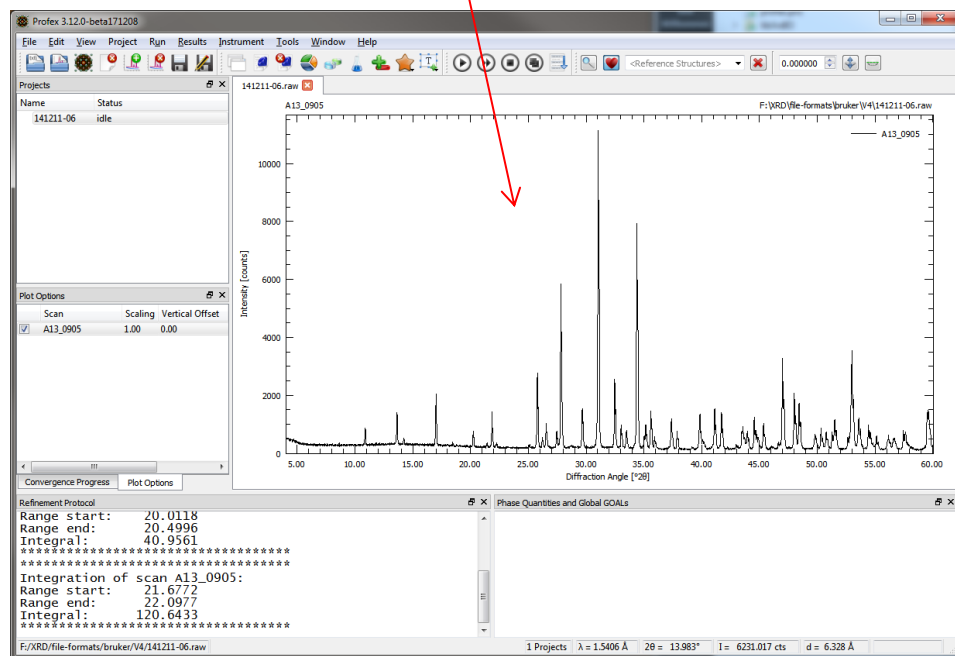 Profex 3.12.0-beta171208
File Edit View Project Run Results Instrument Tools Window Help
<Reference Structures> 0.000000
Projects
141211-06.raw
Name Status
141211-06 idle
A13_0905 F:\XRD\file-formats\bruker\V4\141211-06.raw
A13_0905
10000
8000
6000
4000
2000
0
Intensity [counts]
5.00 10.00 15.00 20.00 25.00 30.00 35.00 40.00 45.00 50.00 55.00 60.00
Diffraction Angle [°2θ]
Plot Options
Scan Scaling Vertical Offset
A13_0905 1.00 0.00
Convergence Progress Plot Options
Refinement Protocol
Range start: 20.0118
Range end: 20.4996
Integral: 40.9561
************************************
************************************
Integration of scan A13_0905:
Range start: 21.6772
Range end: 22.0977
Integral: 120.6433
************************************
Phase Quantities and Global GOALs
F:/XRD/file-formats/bruker/V4/141211-06.raw 1 Projects λ = 1.5406 Å 2θ = 13.983° I = 6231.017 cts d = 6.328 Å